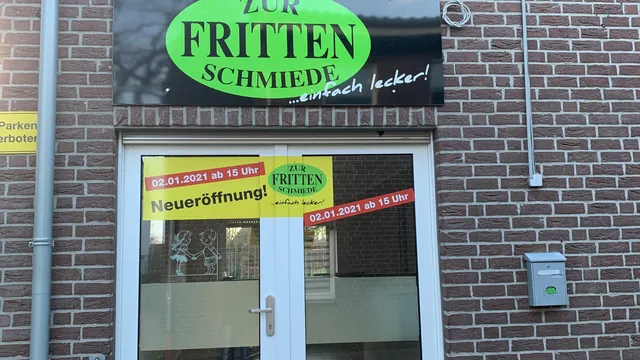 ZUR
FRITTEN
SCHMIEDE
...einfach lecker!
Parken
erboten
02.01.2021 ab 15 Uhr
Neueröffnung!
ZUR
FRITTEN
SCHMIEDE
...einfach lecker!
02.01.2021 ab 15 Uhr